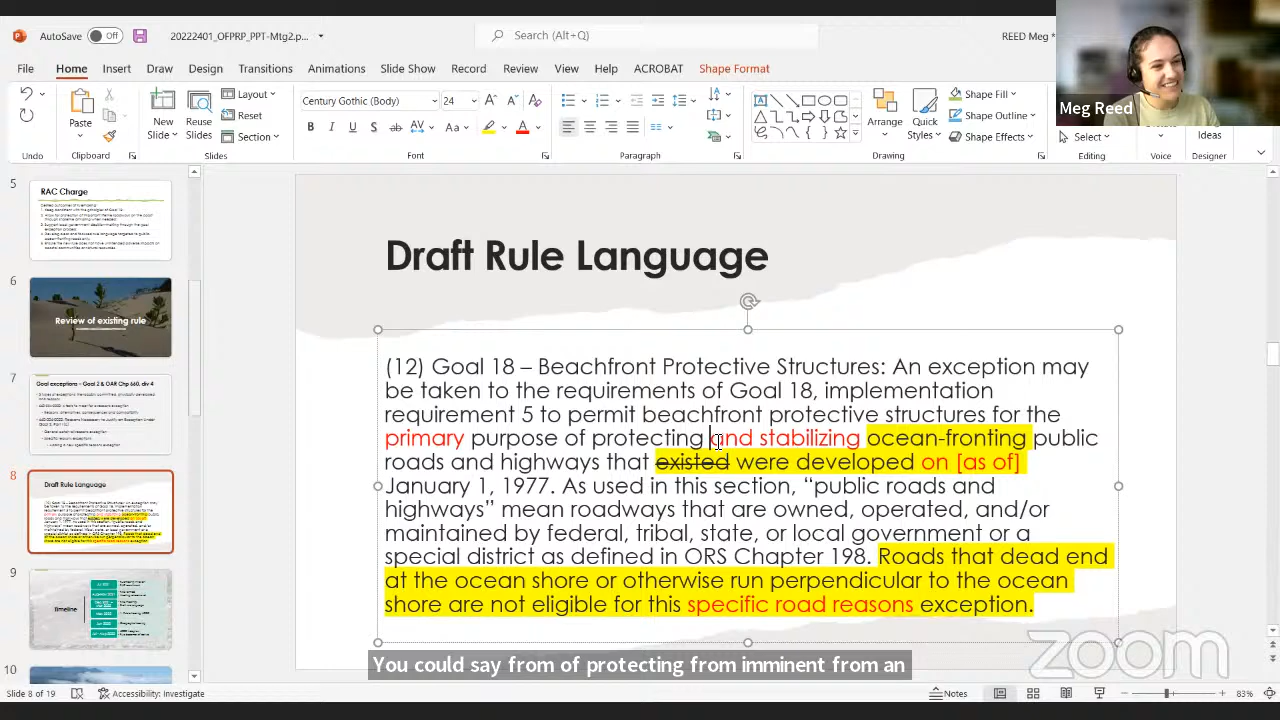 AutoSave Off 20222401_OFPRP_PPT-Mtg2.p... Search (Alt+Q) REED Meg
File Home Insert Draw Design Transitions Animations Slide Show Record Review View Help ACROBAT Shape Format
Meg Reed
Paste New Slide Reuse Slides Layout Reset Section
Century Gothic (Body) 24
Arrange Quick Styles Shape Fill Shape Outline Shape Effects Select
Undo Clipboard Slides Font Paragraph Drawing Editing Voice Designer
Ideas
5
RAC Charge
6
Review of existing rule
7
Goal exceptions – Goal 2 & OAR Chp 660, div 4
8
Draft Rule Language
9
Timeline
10
Draft Rule Language
(12) Goal 18 – Beachfront Protective Structures: An exception may
be taken to the requirements of Goal 18, implementation
requirement 5 to permit beachfront protective structures for the
primary purpose of protecting and stabilizing ocean-fronting public
roads and highways that existed were developed on [as of]
January 1, 1977. As used in this section, “public roads and
highways” mean roadways that are owned, operated, and/or
maintained by federal, tribal, state, or local government or a
special district as defined in ORS Chapter 198. Roads that dead end
at the ocean shore or otherwise run perpendicular to the ocean
shore are not eligible for this specific road reasons exception.
You could say from of protecting from imminent from an
zoom
Slide 8 of 19 Accessibility: Investigate Notes 83%